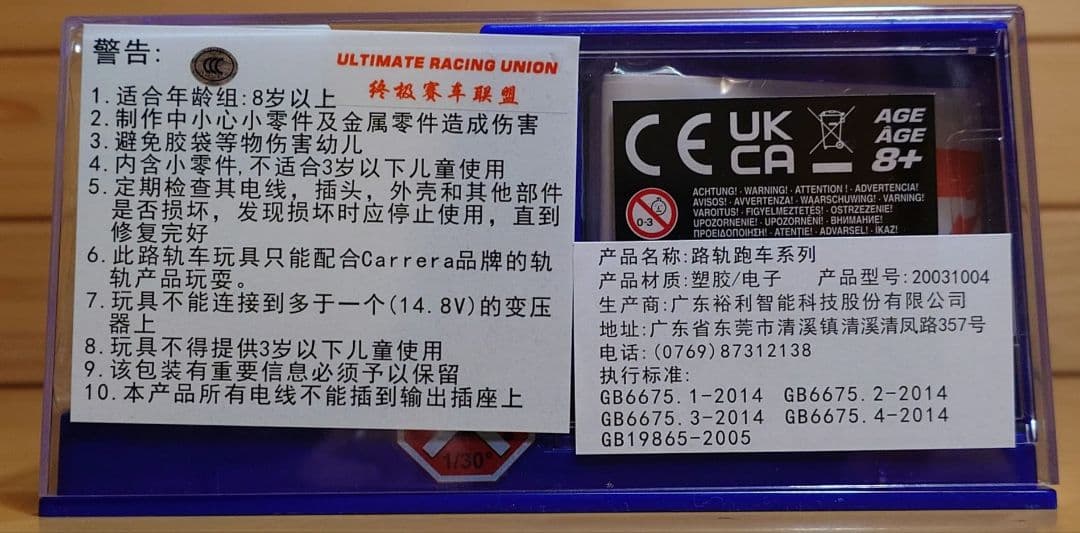 警告:
CCC
ULTIMATE RACING UNION
终极赛车联盟
1. 适合年龄组:8岁以上
2. 制作中小心小零件及金属零件造成伤害
3. 避免胶袋等物伤害幼儿
4. 内含小零件,不适合3岁以下儿童使用
5. 定期检查其电线，插头，外壳和其他部件
是否损坏，发现损坏时应停止使用，直到
修复完好
6. 此路轨车玩具只能配合Carrera品牌的轨
轨产品玩耍。
7. 玩具不能连接到多于一个(14.8V)的变压
器上
8. 玩具不得提供3岁以下儿童使用
9. 该包装有重要信息必须予以保留
10. 本产品所有电线不能插到输出插座上
1/30°
CE
UK
CA
AGE
ÂGE
8+
0-3
ACHTUNG! · WARNING! · ATTENTION ! · ADVERTENCIA!
AVISOS! · AVVERTENZA! · WAARSCHUWING! · VARNING!
VAROITUS! · FIGYELMEZTETÉS! · OSTRZEŻENIE!
UPOZORNĚNÍ! · UPOZORNENIE! · ВНИМАНИЕ!
ΠΡΟΕΙΔΟΠΟΙΗΣΗ! · ATENȚIE! · ADVARSEL! · İKAZ!
产品名称:路轨跑车系列
产品材质:塑胶/电子 产品型号:20031004
生产商:广东裕利智能科技股份有限公司
地址:广东省东莞市清溪镇清溪清凤路357号
电话:(0769)87312138
执行标准:
GB6675.1-2014 GB6675.2-2014
GB6675.3-2014 GB6675.4-2014
GB19865-2005